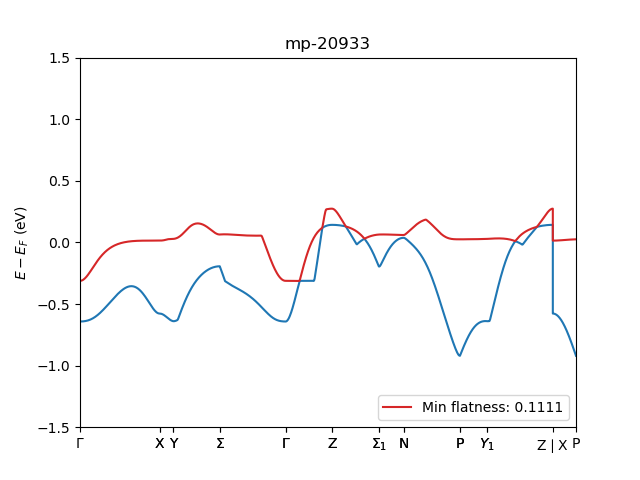 mp-20933
E − E_F (eV)
1.5
1.0
0.5
0.0
−0.5
−1.0
−1.5
Min flatness: 0.1111
Γ X Y Σ Γ Z Σ₁ N P Y₁ Z | X P